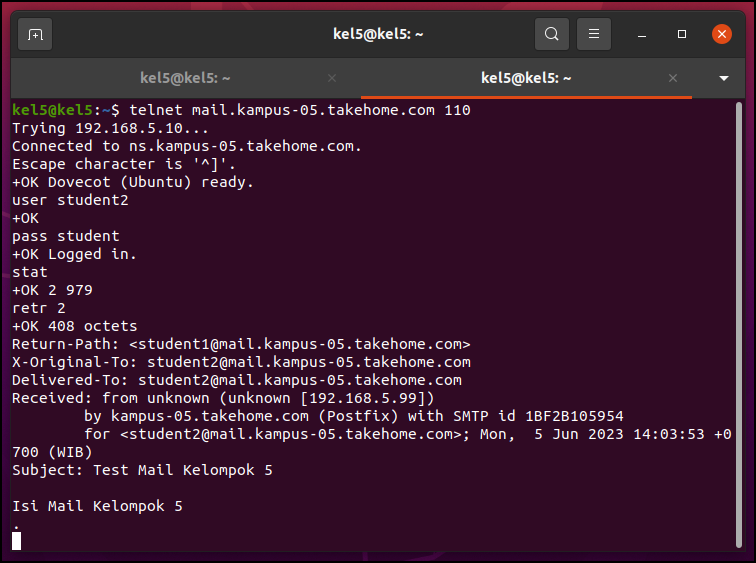 kel5@kel5: ~
kel5@kel5: ~
kel5@kel5: ~
kel5@kel5:~$ telnet mail.kampus-05.takehome.com 110
Trying 192.168.5.10...
Connected to ns.kampus-05.takehome.com.
Escape character is '^]'.
+OK Dovecot (Ubuntu) ready.
user student2
+OK
pass student
+OK Logged in.
stat
+OK 2 979
retr 2
+OK 408 octets
Return-Path: <student1@mail.kampus-05.takehome.com>
X-Original-To: student2@mail.kampus-05.takehome.com
Delivered-To: student2@mail.kampus-05.takehome.com
Received: from unknown (unknown [192.168.5.99])
        by kampus-05.takehome.com (Postfix) with SMTP id 1BF2B105954
        for <student2@mail.kampus-05.takehome.com>; Mon,  5 Jun 2023 14:03:53 +0
700 (WIB)
Subject: Test Mail Kelompok 5

Isi Mail Kelompok 5
.